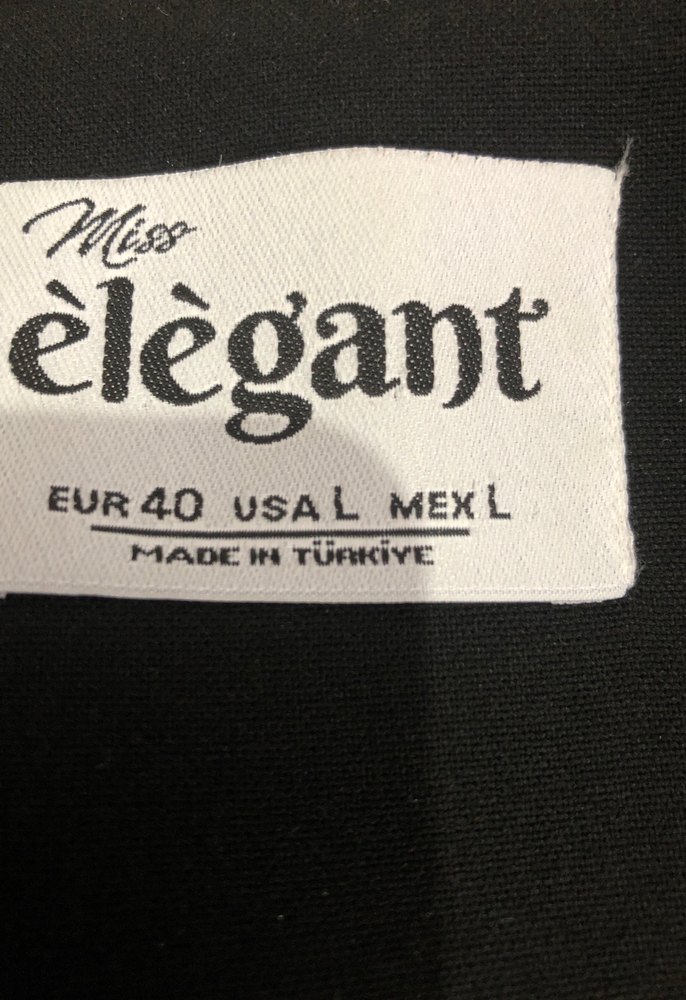 Miss
èlègant
EUR 40 USA L MEX L
MADE IN TÜRKİYE